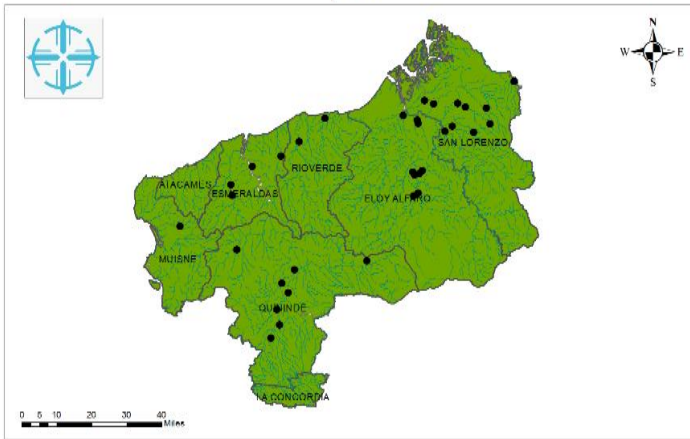 N
W E
S
SAN LORENZO
RIOVERDE
ATACAMES
ESMERALDAS
ELOY ALFARO
MUISNE
QUININDE
LA CONCORDIA
0 5 10 20 30 40
Miles